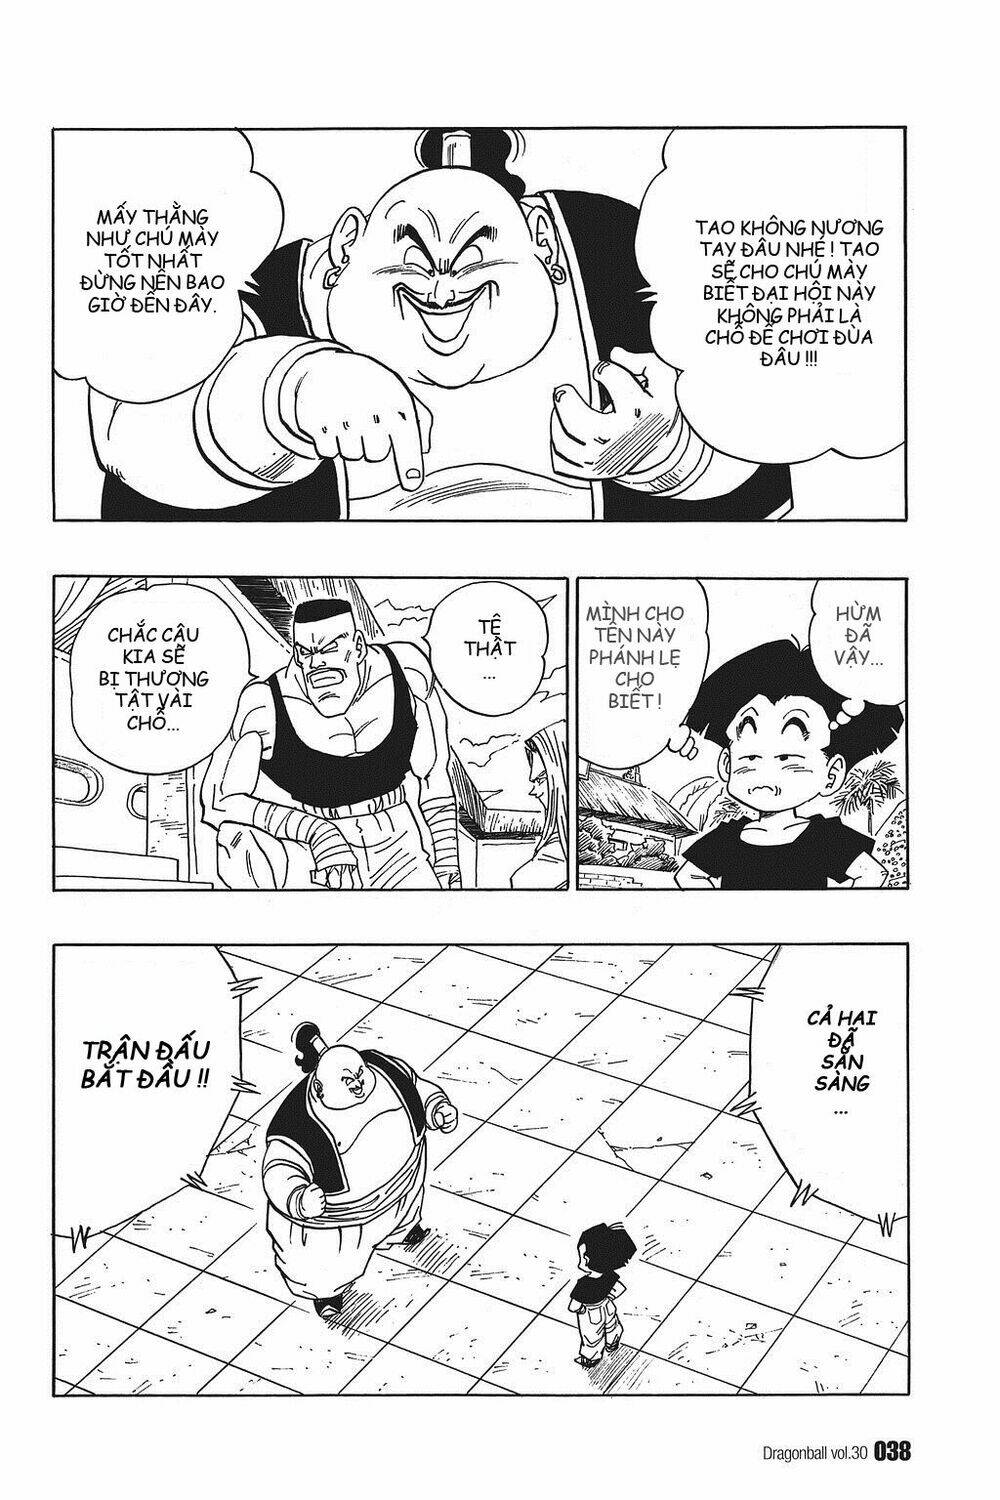 TAO KHÔNG NƯƠNG
TAY ĐÂU NHÉ ! TAO
SẼ CHO CHÚ MÀY
BIẾT ĐẠI HỘI NÀY
KHÔNG PHẢI LÀ
CHỖ ĐỂ CHƠI ĐÙA
ĐÂU !!!
MẤY THẰNG
NHƯ CHÚ MÀY
TỐT NHẤT
ĐỪNG NÊN BAO
GIỜ ĐẾN ĐÂY.
HỪM
ĐÃ
VẬY...
MÌNH CHO
TÊN NÀY
PHÁNH LẸ
CHO
BIẾT !
TỆ
THẬT
...
CHẮC CẬU
KIA SẼ
BỊ THƯƠNG
TẬT VÀI
CHỖ...
CẢ HAI
ĐÃ
SẴN
SÀNG
...
TRẬN ĐẤU
BẮT ĐẦU !!
Dragonball vol.30 038